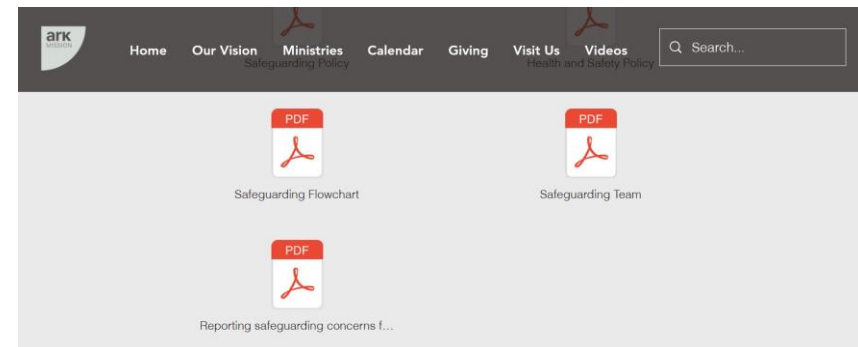 ark
MISSION
Home Our Vision Ministries Calendar Giving Visit Us Videos Search...
Safeguarding Policy Health and Safety Policy
PDF PDF
Safeguarding Flowchart Safeguarding Team
PDF
Reporting safeguarding concerns f...